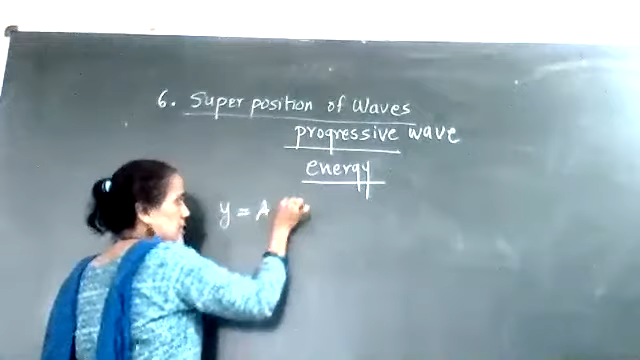 6. Super position of Waves
progressive wave
energy
y = A